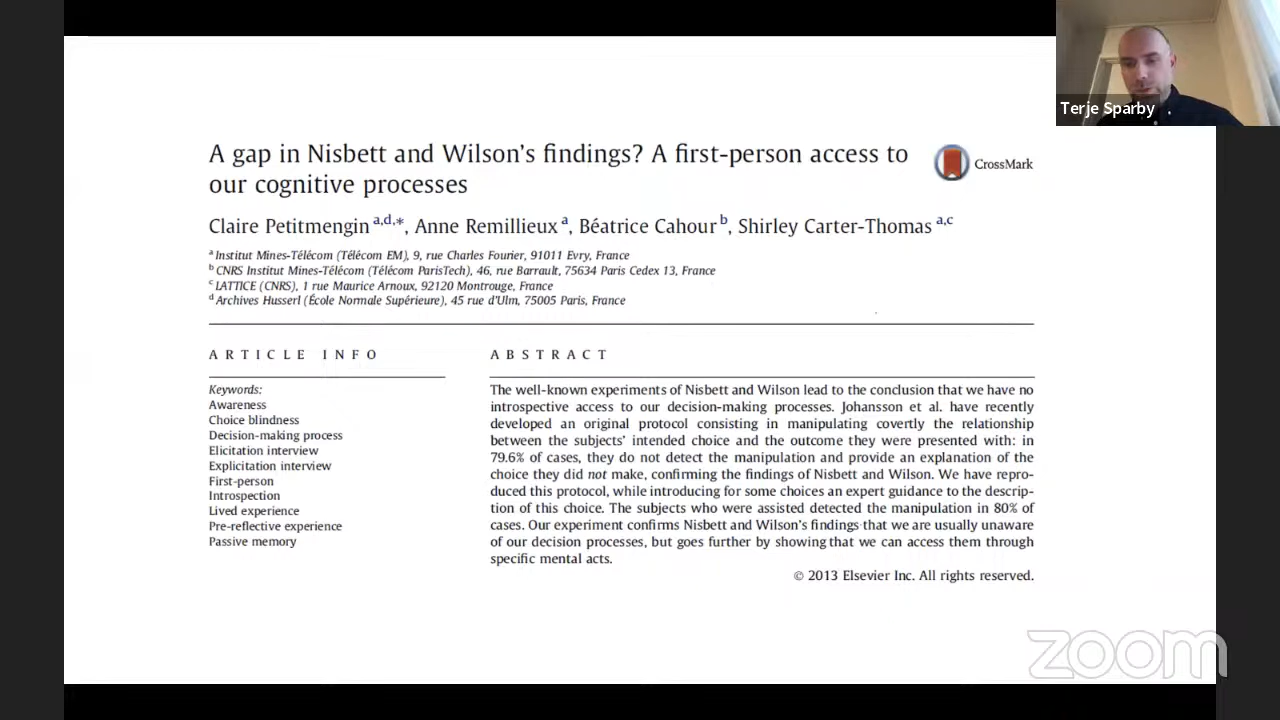 Terje Sparby
A gap in Nisbett and Wilson's findings? A first-person access to
our cognitive processes
CrossMark
Claire Petitmengin a,d,*, Anne Remillieux a, Béatrice Cahour b, Shirley Carter-Thomas a,c
a Institut Mines-Télécom (Télécom EM), 9, rue Charles Fourier, 91011 Evry, France
b CNRS Institut Mines-Télécom (Télécom ParisTech), 46, rue Barrault, 75634 Paris Cedex 13, France
c LATTICE (CNRS), 1 rue Maurice Arnoux, 92120 Montrouge, France
d Archives Husserl (École Normale Supérieure), 45 rue d'Ulm, 75005 Paris, France
ARTICLE INFO
Keywords:
Awareness
Choice blindness
Decision-making process
Elicitation interview
Explicitation interview
First-person
Introspection
Lived experience
Pre-reflective experience
Passive memory
ABSTRACT
The well-known experiments of Nisbett and Wilson lead to the conclusion that we have no
introspective access to our decision-making processes. Johansson et al. have recently
developed an original protocol consisting in manipulating covertly the relationship
between the subjects' intended choice and the outcome they were presented with: in
79.6% of cases, they do not detect the manipulation and provide an explanation of the
choice they did not make, confirming the findings of Nisbett and Wilson. We have repro-
duced this protocol, while introducing for some choices an expert guidance to the descrip-
tion of this choice. The subjects who were assisted detected the manipulation in 80% of
cases. Our experiment confirms Nisbett and Wilson's findings that we are usually unaware
of our decision processes, but goes further by showing that we can access them through
specific mental acts.
© 2013 Elsevier Inc. All rights reserved.
zoom